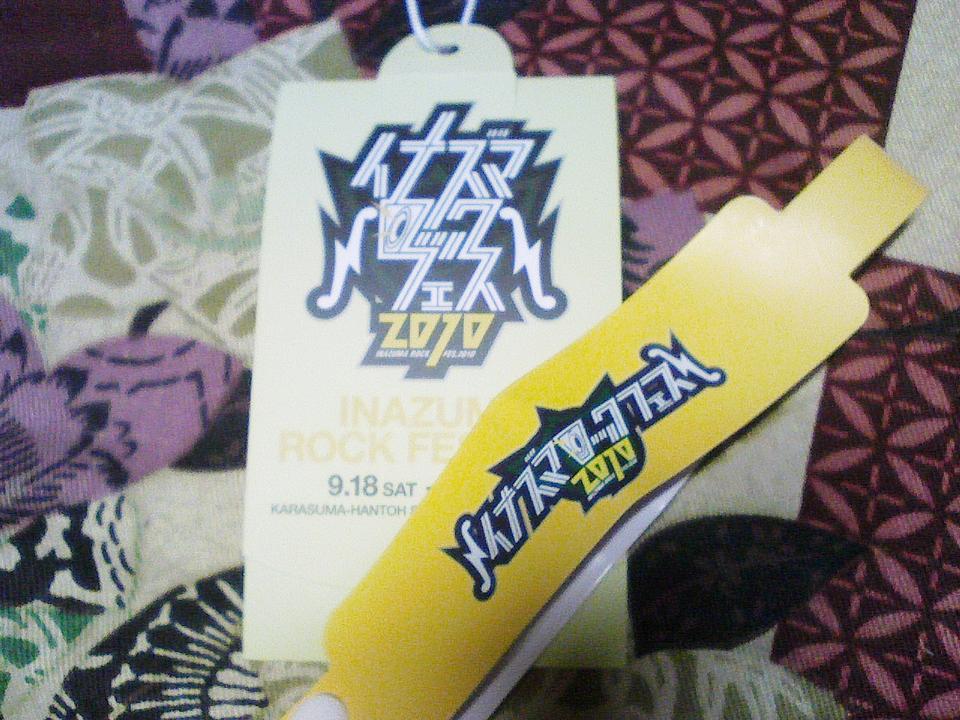 イナズマ
ロック
フェス
2010
INAZUMA ROCK FES.2010
INAZUM
ROCK FE
9.18 SAT
KARASUMA-HANTOH
イナズマロックフェス
2010